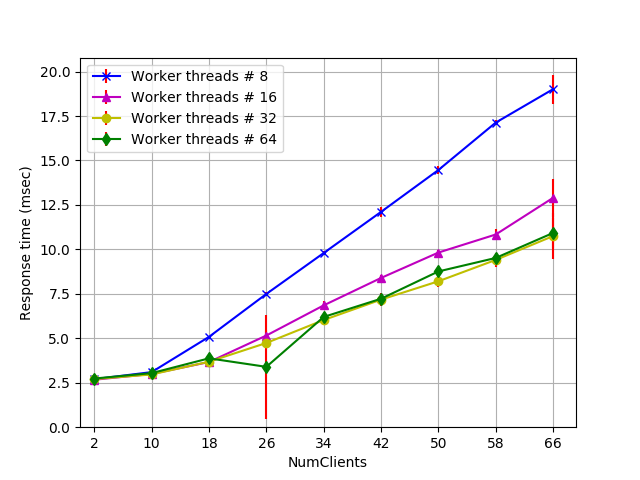 20.0
17.5
15.0
12.5
10.0
7.5
5.0
2.5
0.0
Response time (msec)
Worker threads # 8
Worker threads # 16
Worker threads # 32
Worker threads # 64
2 10 18 26 34 42 50 58 66
NumClients